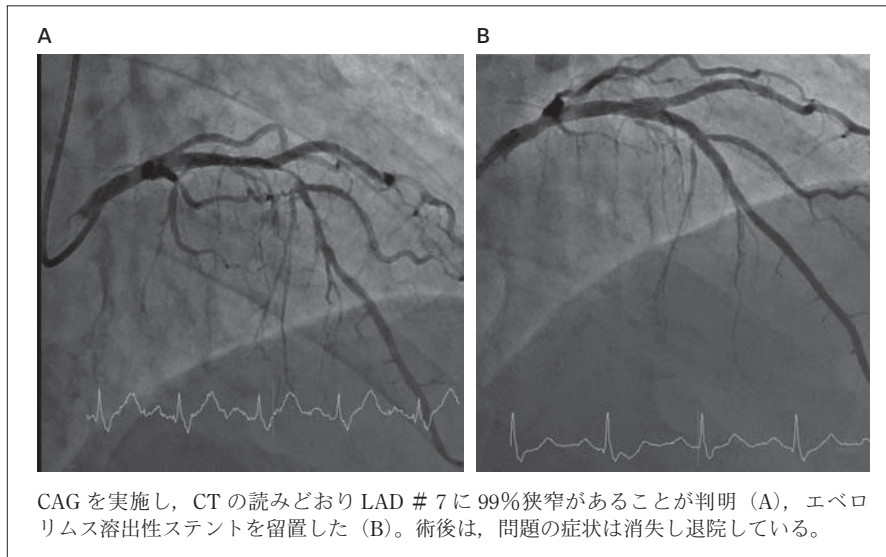 A
B
CAG を実施し，CT の読みどおり LAD ＃ 7 に 99％狭窄があることが判明（A），エベロ
リムス溶出性ステントを留置した（B）。術後は，問題の症状は消失し退院している。